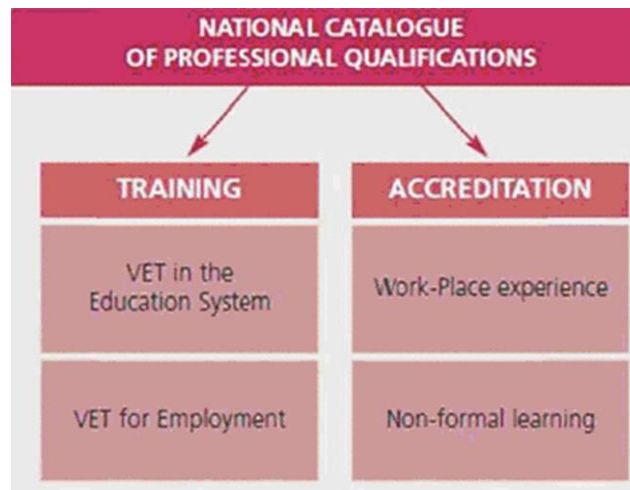 NATIONAL CATALOGUE
OF PROFESSIONAL QUALIFICATIONS
TRAINING
ACCREDITATION
VET in the
Education System
Work-Place experience
VET for Employment
Non-formal learning